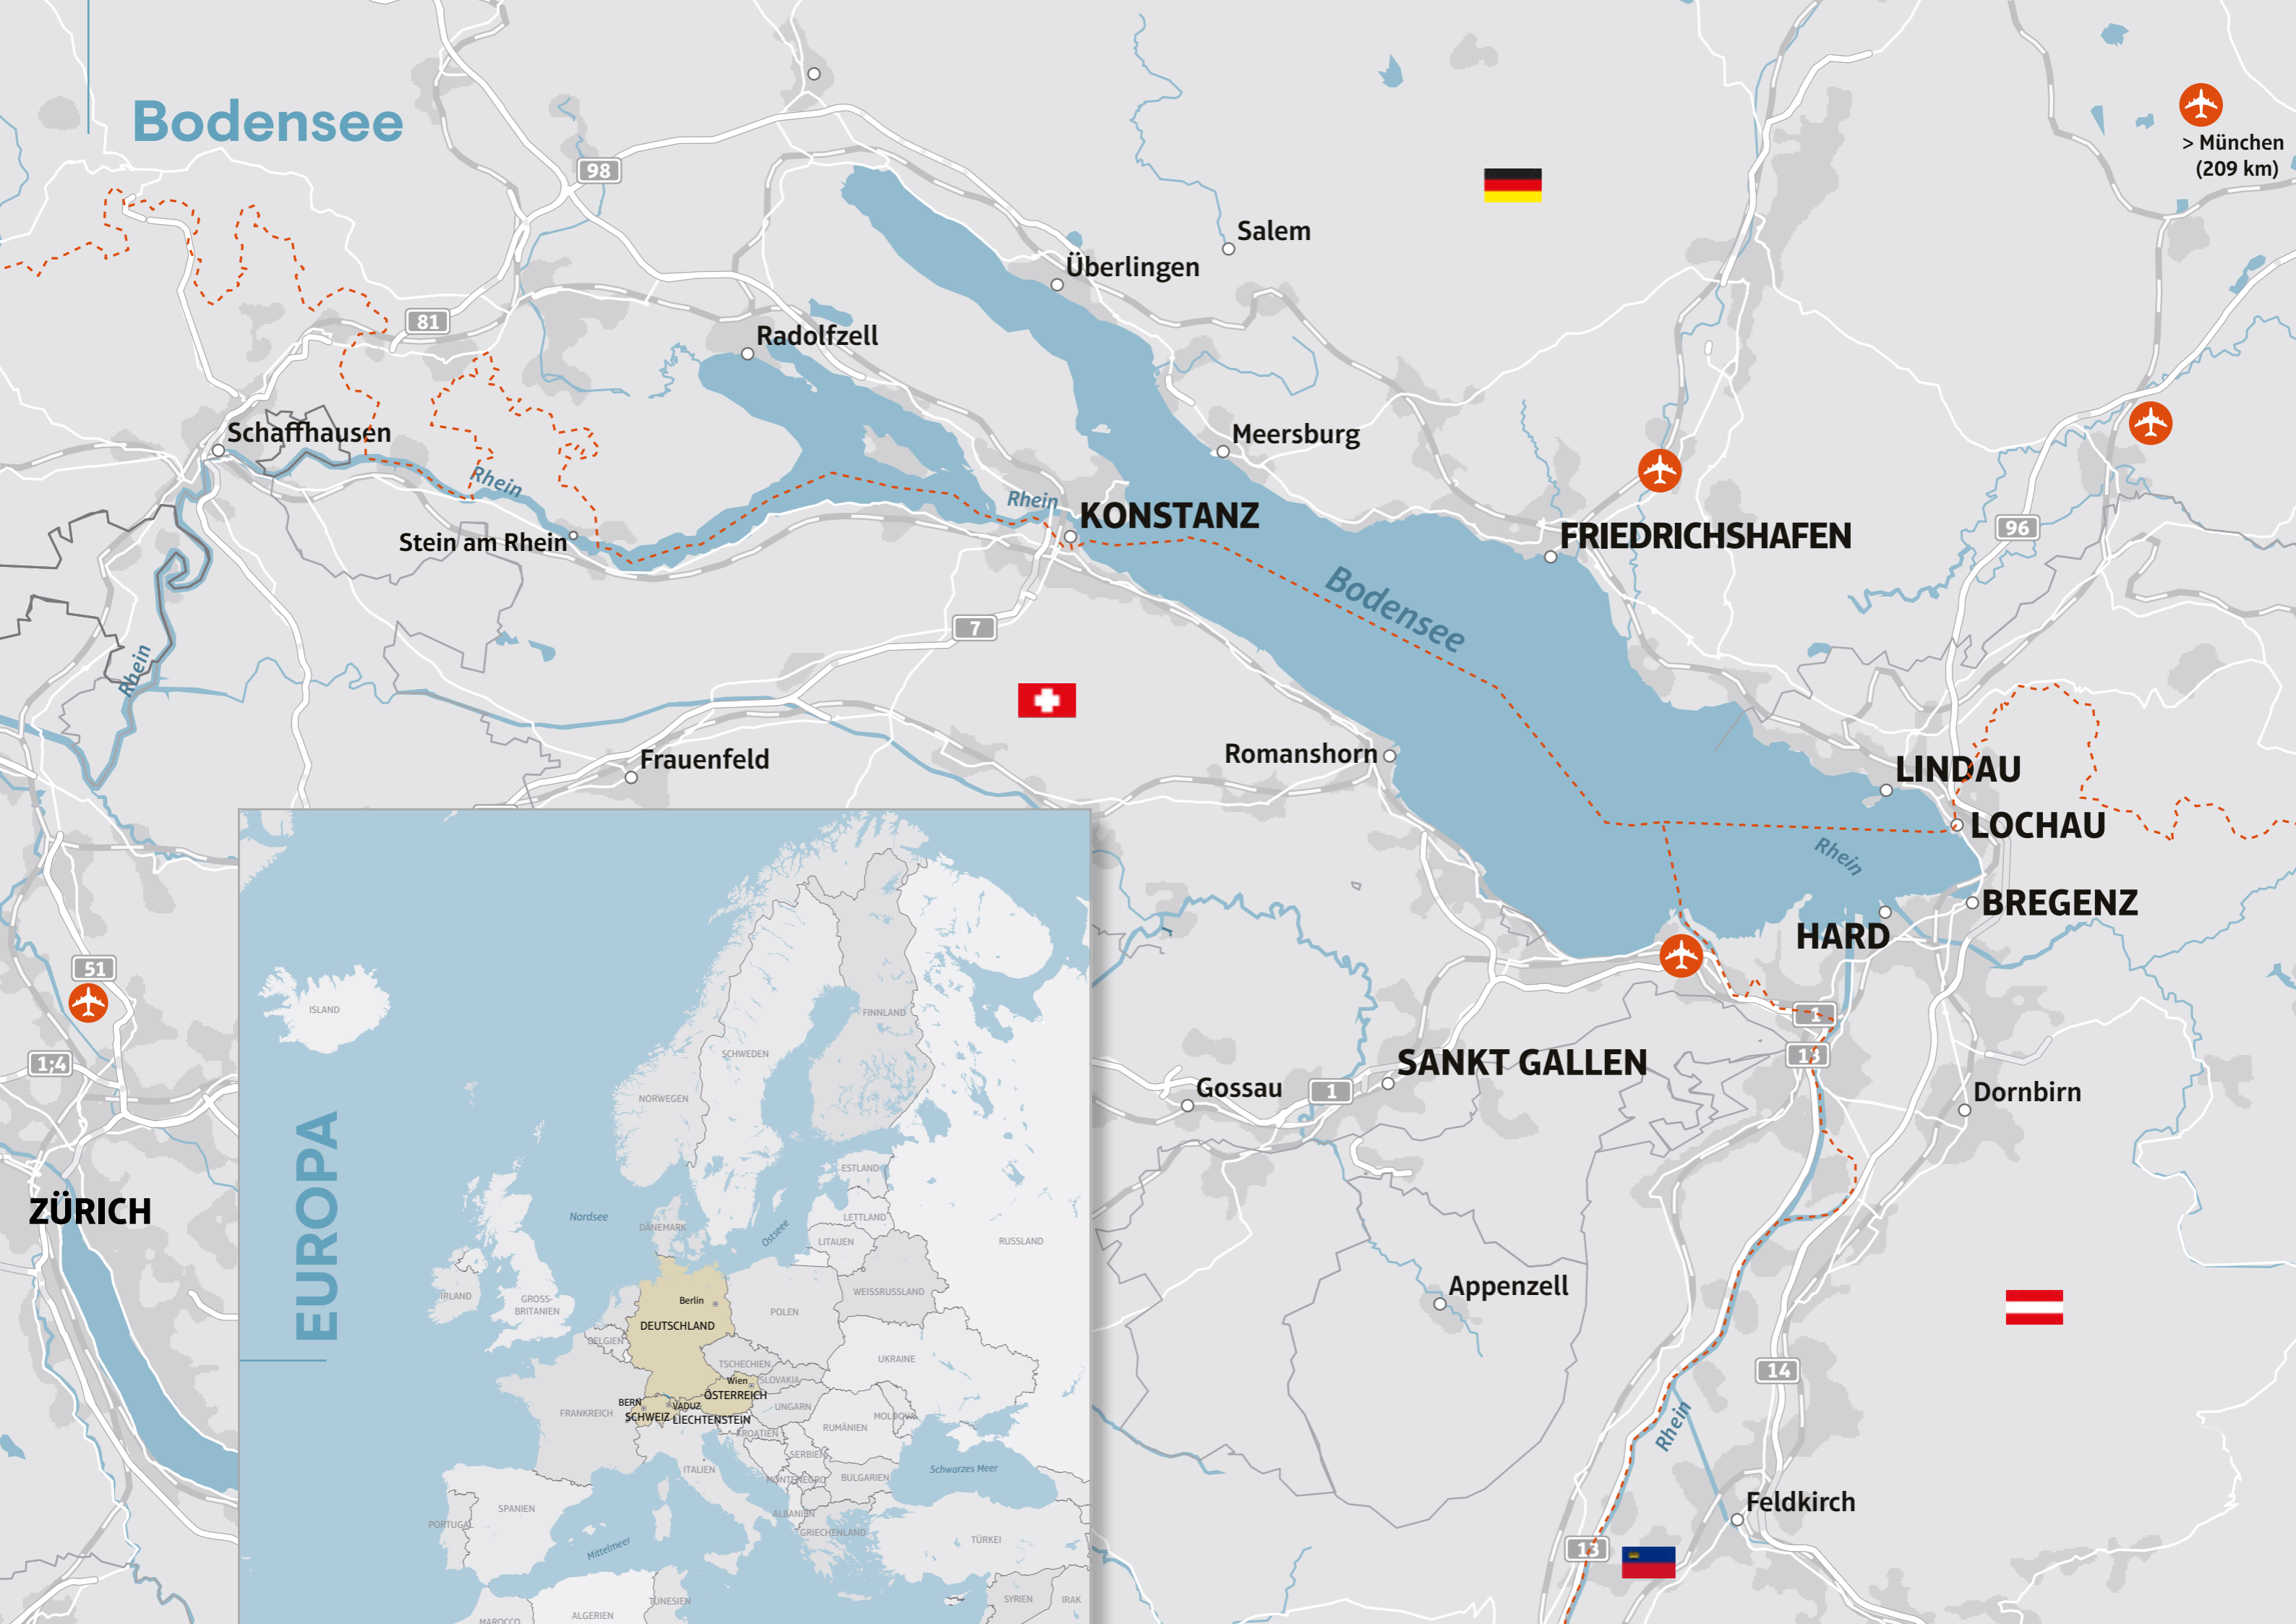 Bodensee
98
> München
(209 km)
Salem
Überlingen
81
Radolfzell
Schaffhausen
Meersburg
Rhein
Rhein
KONSTANZ
Stein am Rhein
FRIEDRICHSHAFEN
96
Bodensee
7
Rhein
Romanshorn
Frauenfeld
LINDAU
LOCHAU
Rhein
BREGENZ
HARD
51
1
13
1;4
SANKT GALLEN
Gossau
1
Dornbirn
ZÜRICH
Appenzell
14
Rhein
Feldkirch
13
EUROPA
ISLAND
FINNLAND
SCHWEDEN
NORWEGEN
ESTLAND
Nordsee
DÄNEMARK
Ostsee
LETTLAND
LITAUEN
RUSSLAND
IRLAND
GROSS-
BRITANIEN
Berlin
DEUTSCHLAND
POLEN
WEISSRUSSLAND
BELGIEN
TSCHECHIEN
UKRAINE
Wien
SLOVAKIA
ÖSTERREICH
BERN
VADUZ
SCHWEIZ
LIECHTENSTEIN
FRANKREICH
UNGARN
MOLDOVA
RUMÄNIEN
KROATIEN
SERBIEN
ITALIEN
MONTENEGRO
BULGARIEN
Schwarzes Meer
SPANIEN
PORTUGAL
ALBANIEN
GRIECHENLAND
TÜRKEI
Mittelmeer
MAROCCO
ALGERIEN
TUNESIEN
SYRIEN
IRAK